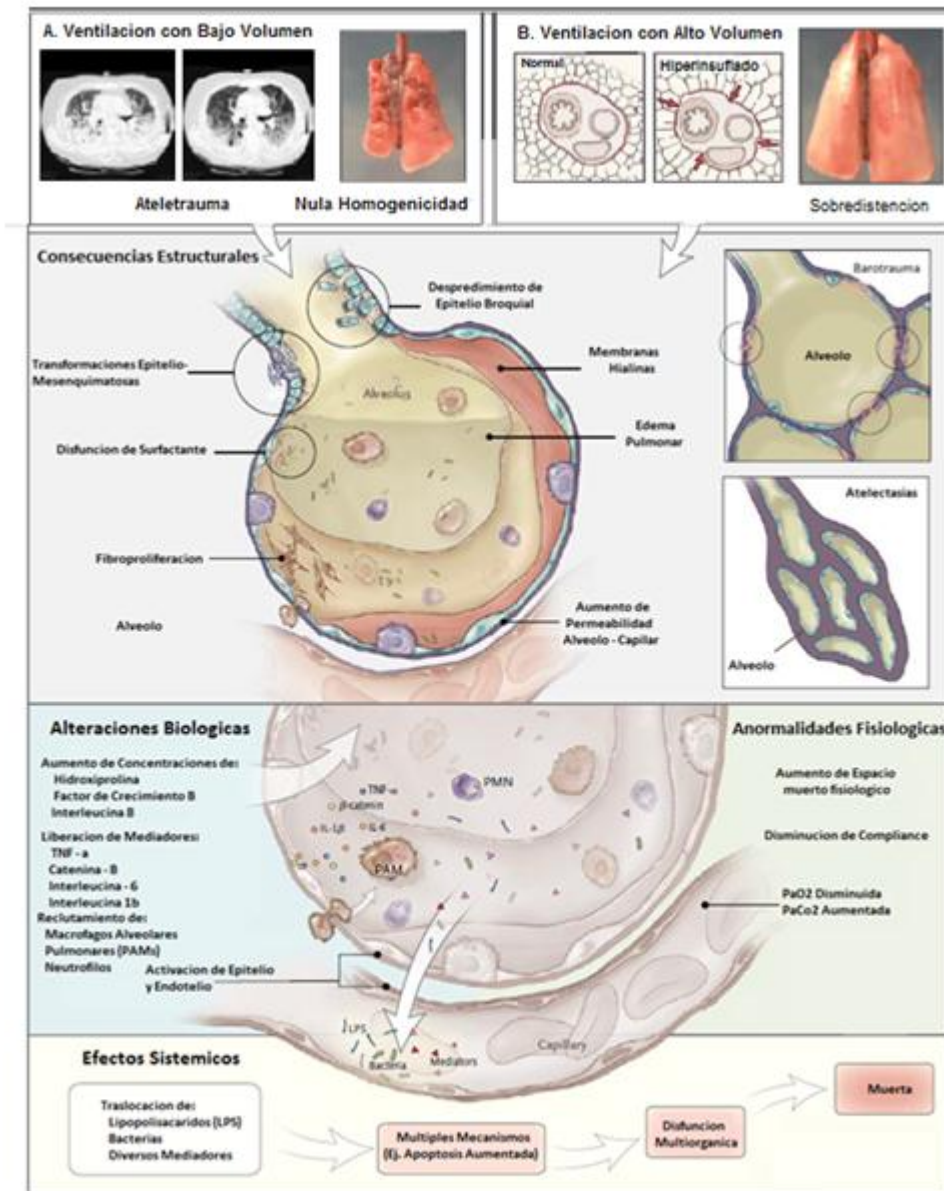 A. Ventilacion con Bajo Volumen
Ateletrauma
Nula Homogenicidad
B. Ventilacion con Alto Volumen
Normal
Hiperinsuflado
Sobredistencion
Consecuencias Estructurales
Despredimiento de
Epitelio Broquial
Transformaciones Epitelio-
Mesenquimatosas
Membranas
Hialinas
Alveolus
Edema
Pulmonar
Disfuncion de Surfactante
Fibroproliferacion
Alveolo
Aumento de
Permeabilidad
Alveolo - Capilar
Barotrauma
Alveolo
Atelectasias
Alveolo
Alteraciones Biologicas
Aumento de Concentraciones de:
Hidroxiprolina
Factor de Crecimiento B
Interleucina 8
Liberacion de Mediadores:
TNF - a
Catenina - B
Interleucina - 6
Interleucina 1b
Reclutamiento de:
Macrofagos Alveolares
Pulmonares (PAMs)
Neutrofilos
Activacion de Epitelio
y Endotelio
TNF-α
β-catenin
IL-1β
IL-6
PMN
PAM
Anormalidades Fisiologicas
Aumento de Espacio
muerto fisiologico
Disminucion de Compliance
PaO2 Disminuida
PaCo2 Aumentada
LPS
Bacteria
Mediators
Capillary
Efectos Sistemicos
Traslocacion de:
Lipopolisacaridos (LPS)
Bacterias
Diversos Mediadores
Multiples Mecanismos
(Ej. Apoptosis Aumentada)
Disfuncion
Multiorganica
Muerta